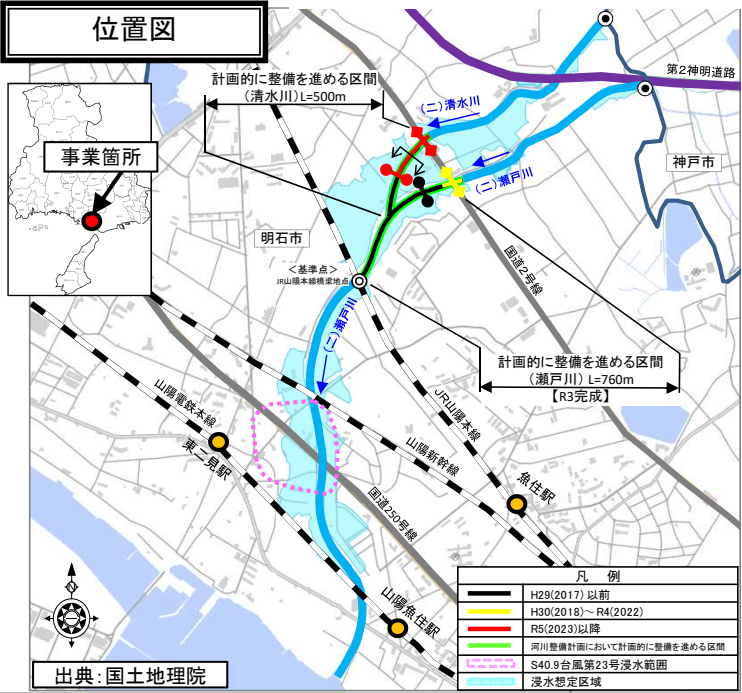 位置図
事業箇所
計画的に整備を進める区間
(清水川)L=500m
(二)清水川
(二)瀬戸川
第2神明道路
神戸市
明石市
国道2号線
<基準点>
JR山陽本線橋梁地点
(二)瀬戸川
計画的に整備を進める区間
(瀬戸川) L=760m
【R3完成】
山陽電鉄本線
東二見駅
JR山陽本線
山陽新幹線
魚住駅
国道250号線
山陽魚住駅
凡 例
H29(2017) 以前
H30(2018)~ R4(2022)
R5(2023)以降
河川整備計画において計画的に整備を進める区間
S40.9台風第23号浸水範囲
浸水想定区域
出典:国土地理院